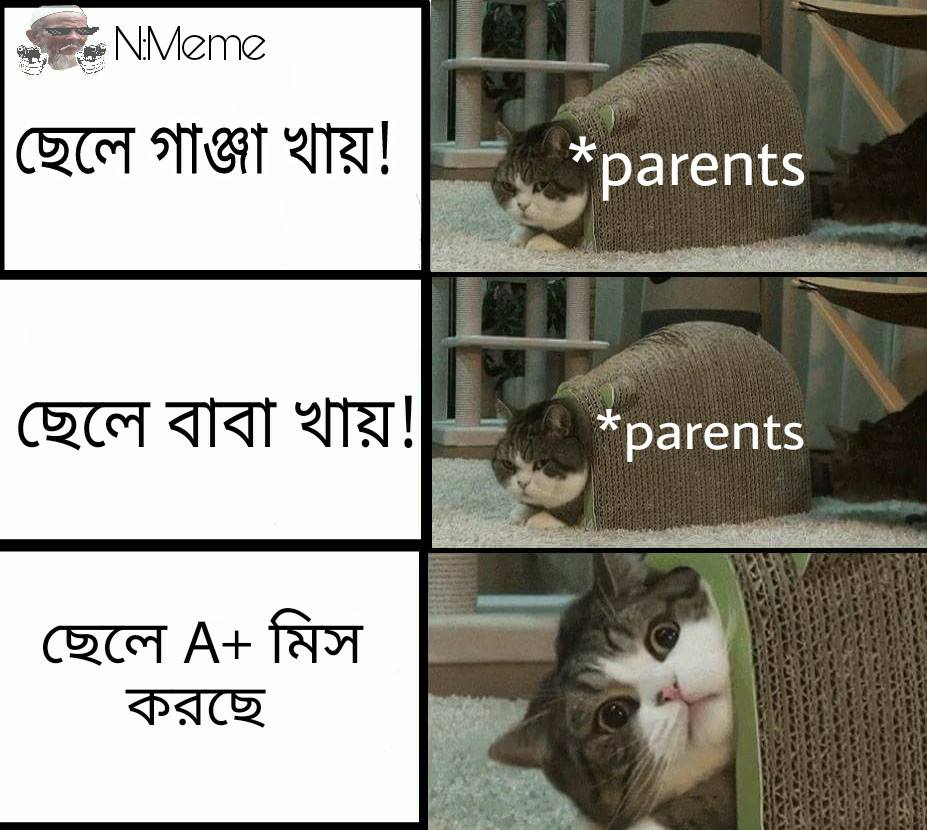 N:Meme
ছেলে গাঞ্জা খায়!
*parents
ছেলে বাবা খায়!
*parents
ছেলে A+ মিস
করছে